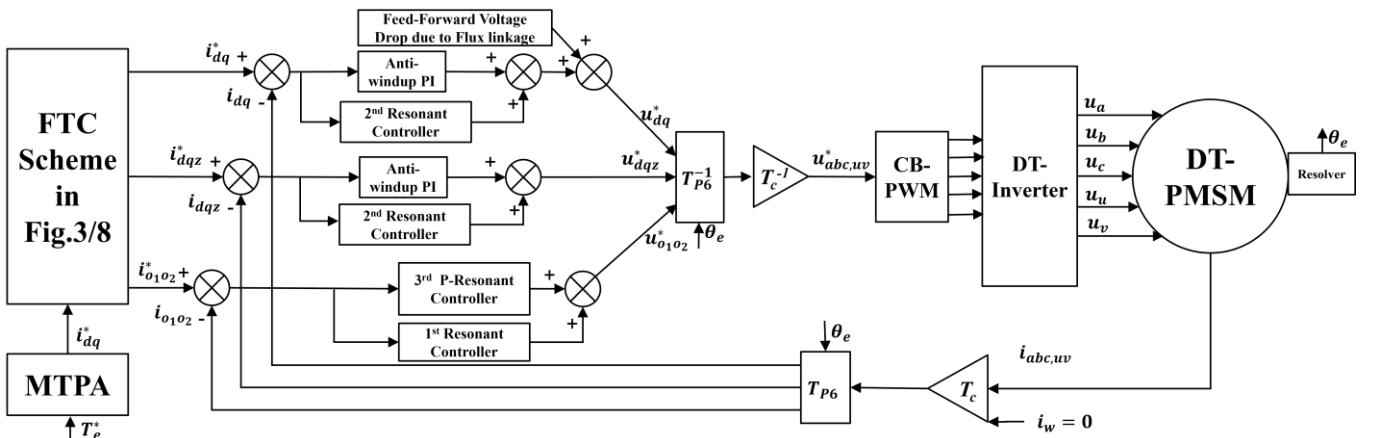 Feed-Forward Voltage
Drop due to Flux linkage
i*dq +
idq -
Anti-
windup PI
+
+
+
+
+
2nd Resonant
Controller
u*dq
FTC
Scheme
in
Fig.3/8
i*dqz +
idqz -
Anti-
windup PI
+
+
2nd Resonant
Controller
u*dqz
T-1P6
θe
T-1c
u*abc,uv
CB-
PWM
DT-
Inverter
ua
ub
uc
uu
uv
DT-
PMSM
θe
Resolver
u*o1o2
i*o1o2 +
io1o2 -
3rd P-Resonant
Controller
+
+
1st Resonant
Controller
i*dq
MTPA
T*e
θe
TP6
Tc
iabc,uv
iw = 0